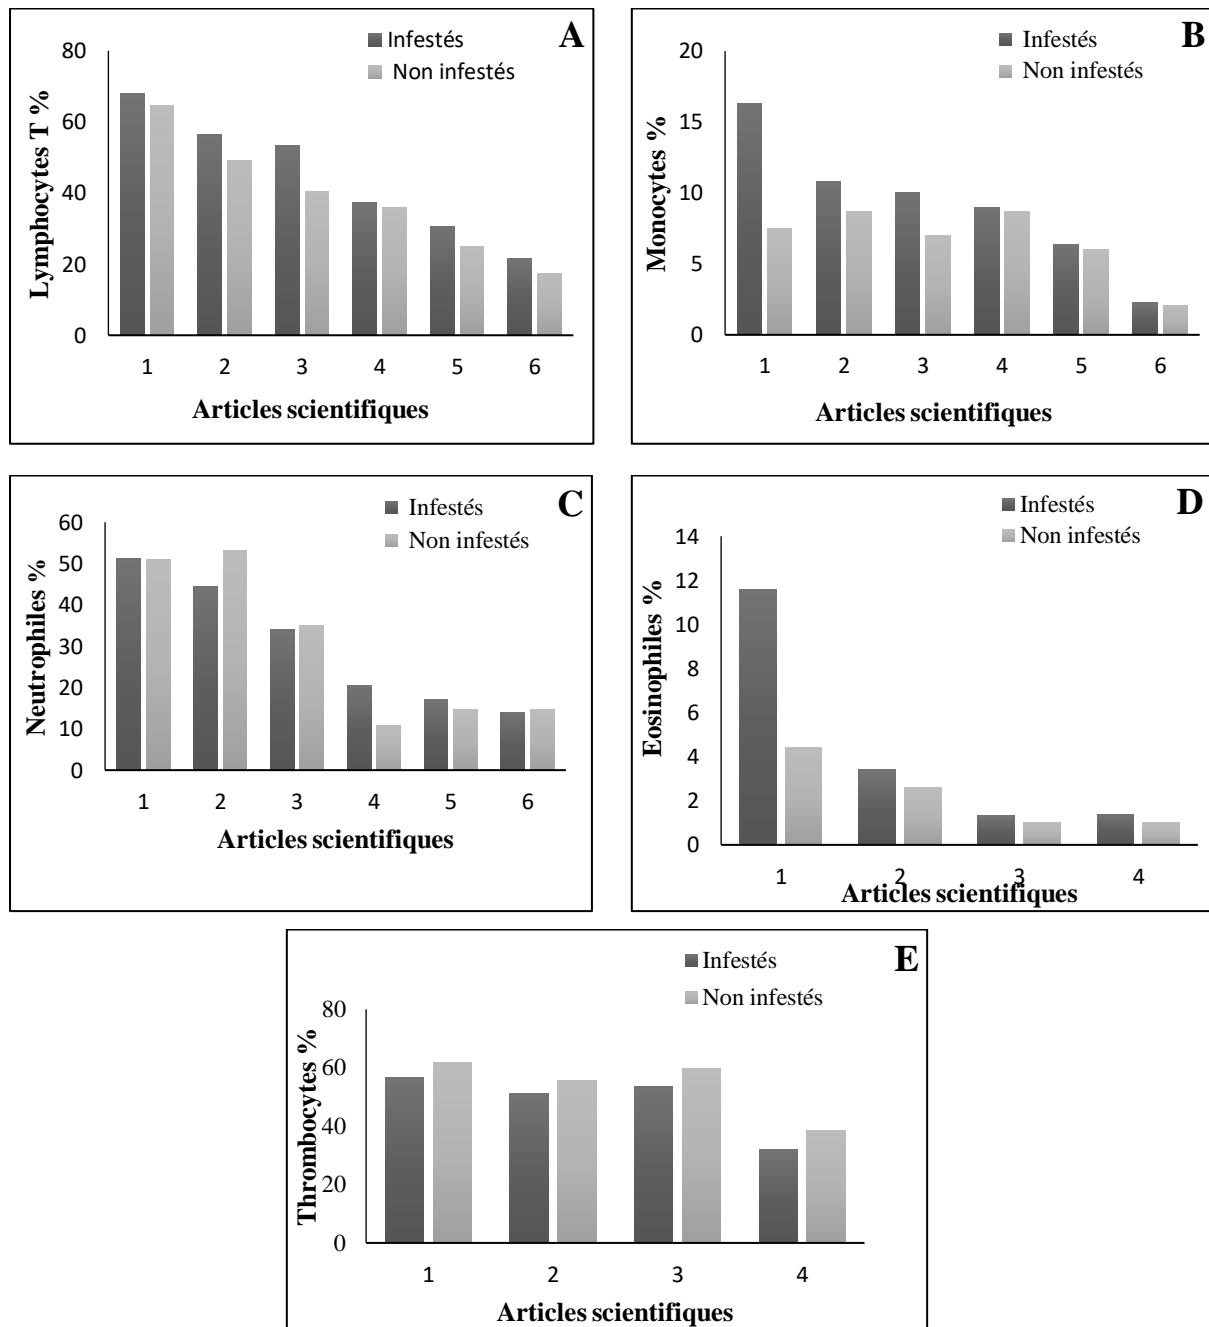 A
Infestés
Non infestés
Lymphocytes T %
80
60
40
20
0
1 2 3 4 5 6
Articles scientifiques
B
Infestés
Non infestés
Monocytes %
20
15
10
5
0
1 2 3 4 5 6
Articles scientifiques
C
Infestés
Non infestés
Neutrophiles %
60
50
40
30
20
10
0
1 2 3 4 5 6
Articles scientifiques
D
Infestés
Non infestés
Eosinophiles %
14
12
10
8
6
4
2
0
1 2 3 4
Articles scientifiques
E
Infestés
Non infestés
Thrombocytes %
80
60
40
20
0
1 2 3 4
Articles scientifiques